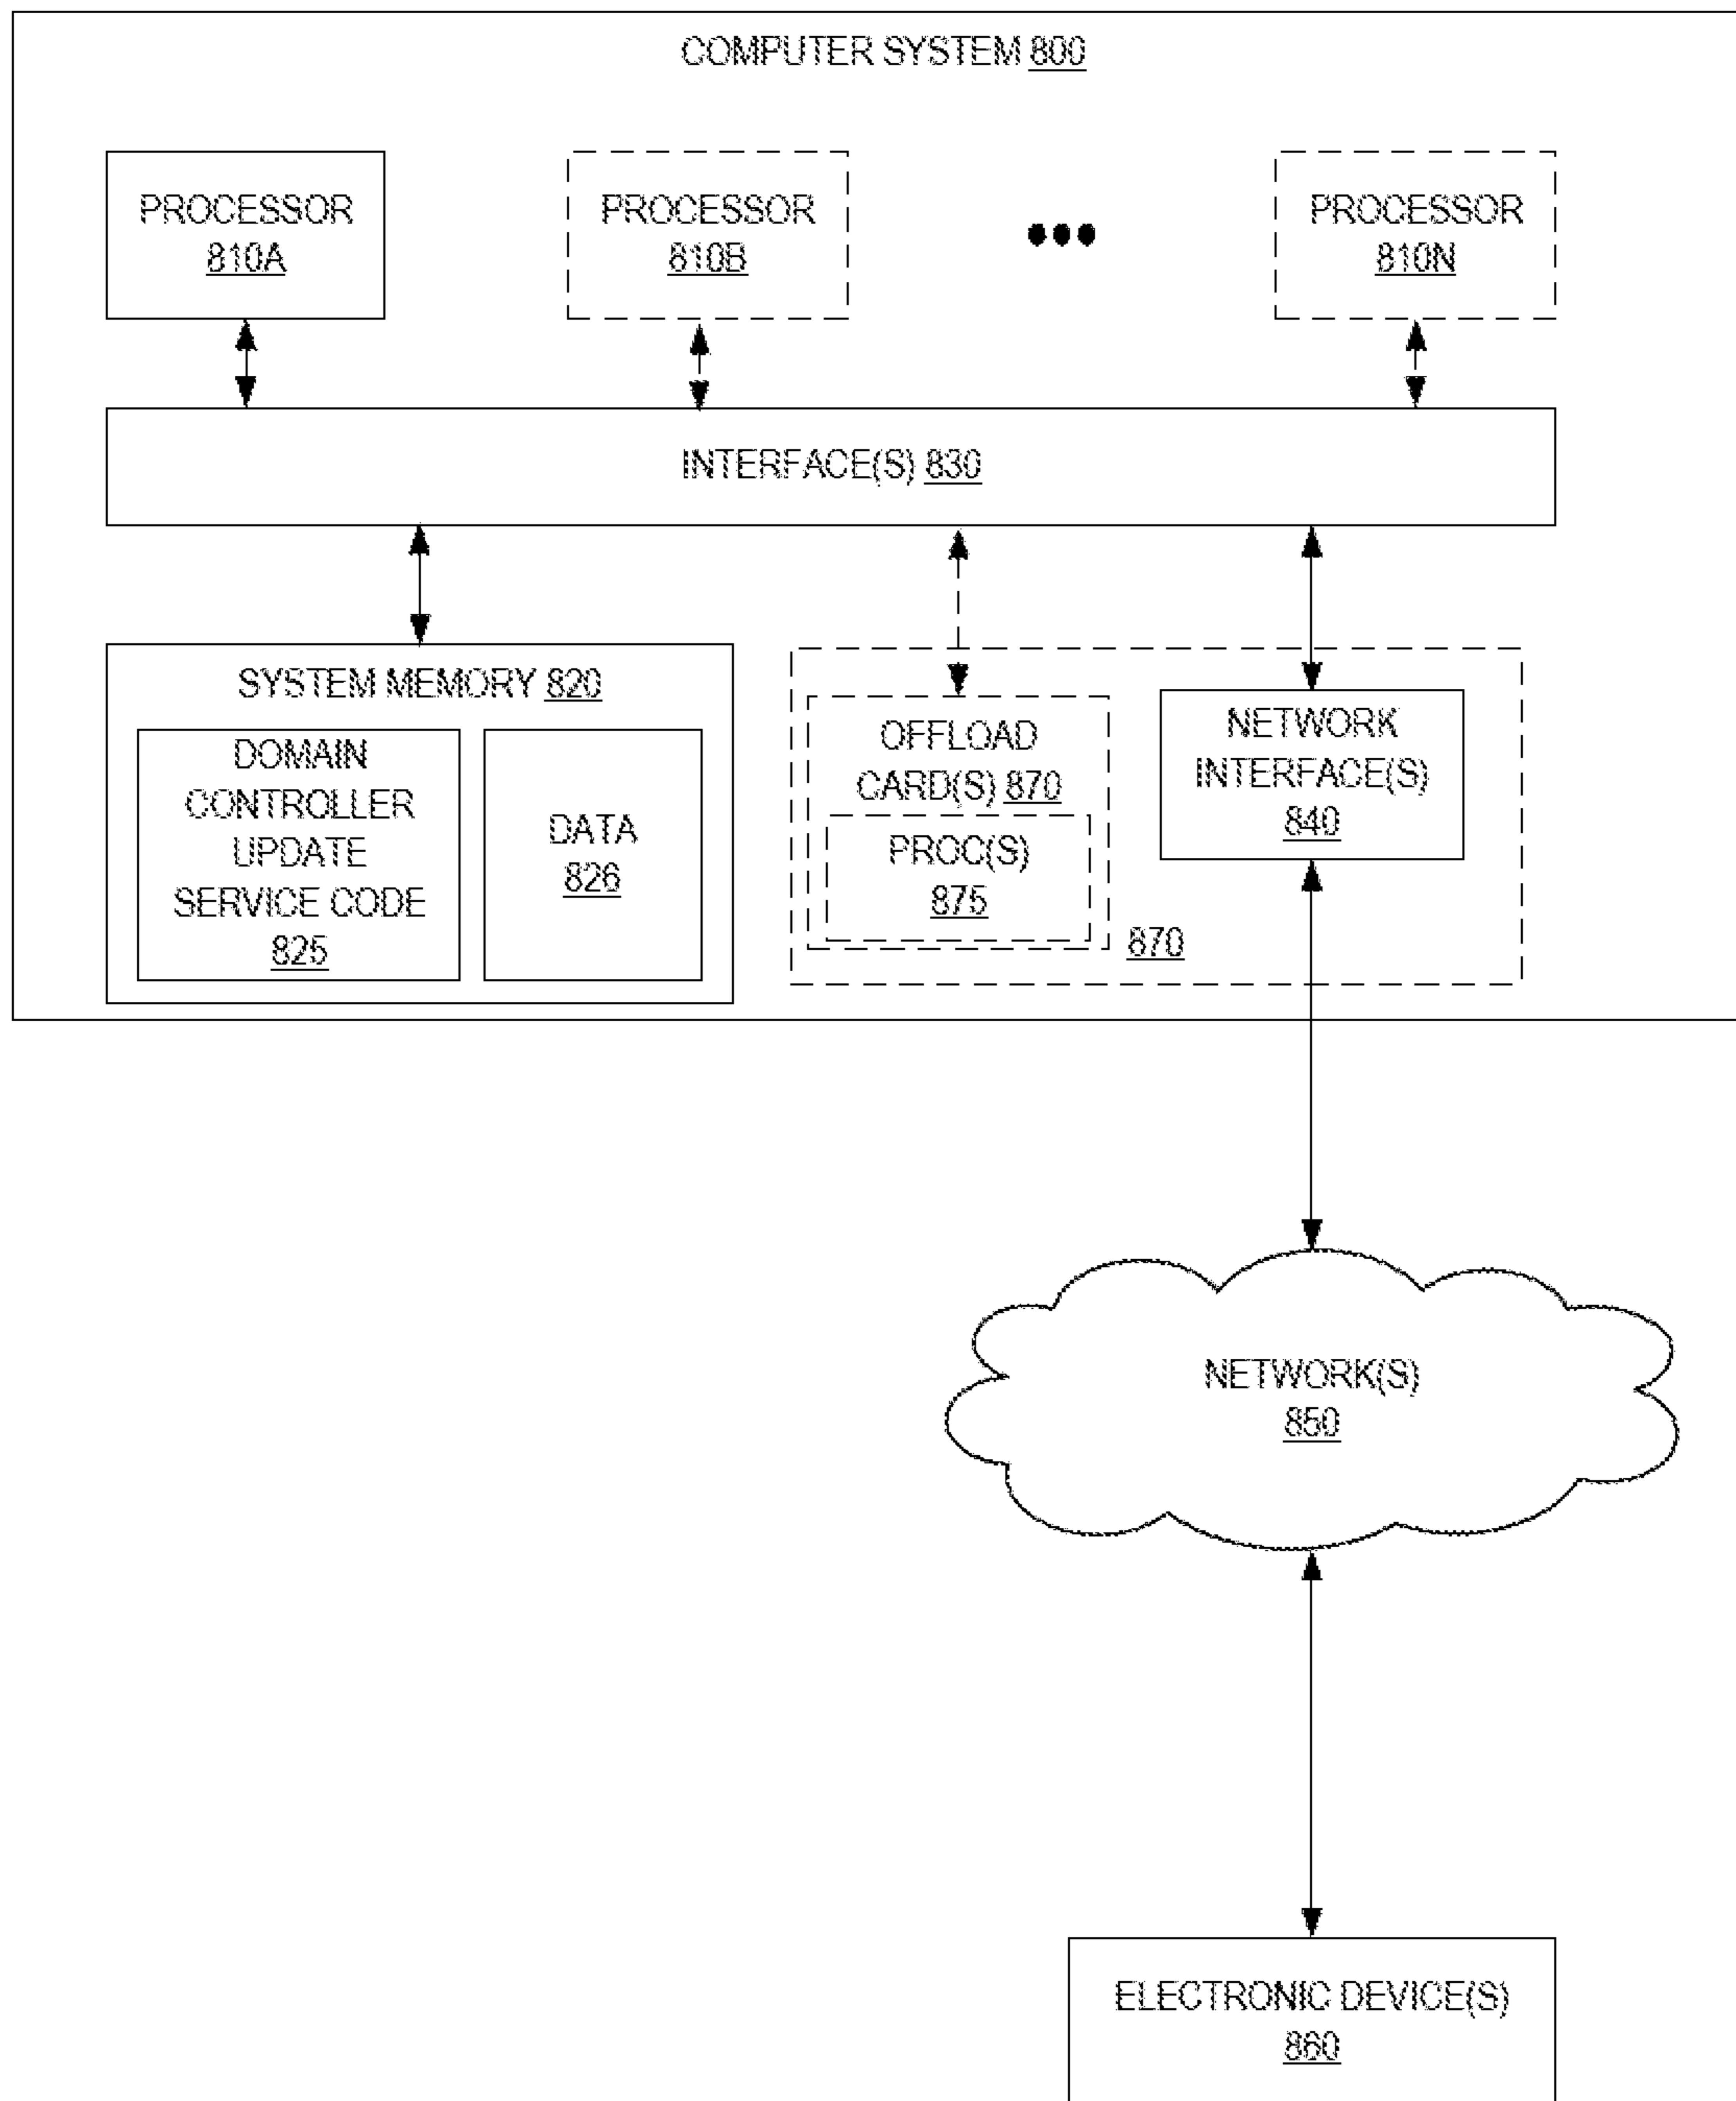 COMPUTER SYSTEM 800
PROCESSOR
810A
PROCESSOR
810B
PROCESSOR
810N
INTERFACE(S) 830
SYSTEM MEMORY 820
DOMAIN
CONTROLLER
UPDATE
SERVICE CODE
825
DATA
826
OFFLOAD
CARD(S) 870
PROC(S)
875
870
NETWORK
INTERFACE(S)
840
NETWORK(S)
850
ELECTRONIC DEVICE(S)
860